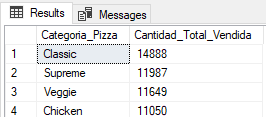 Results Messages
Categoria_Pizza Cantidad_Total_Vendida
1 Classic 14888
2 Supreme 11987
3 Veggie 11649
4 Chicken 11050